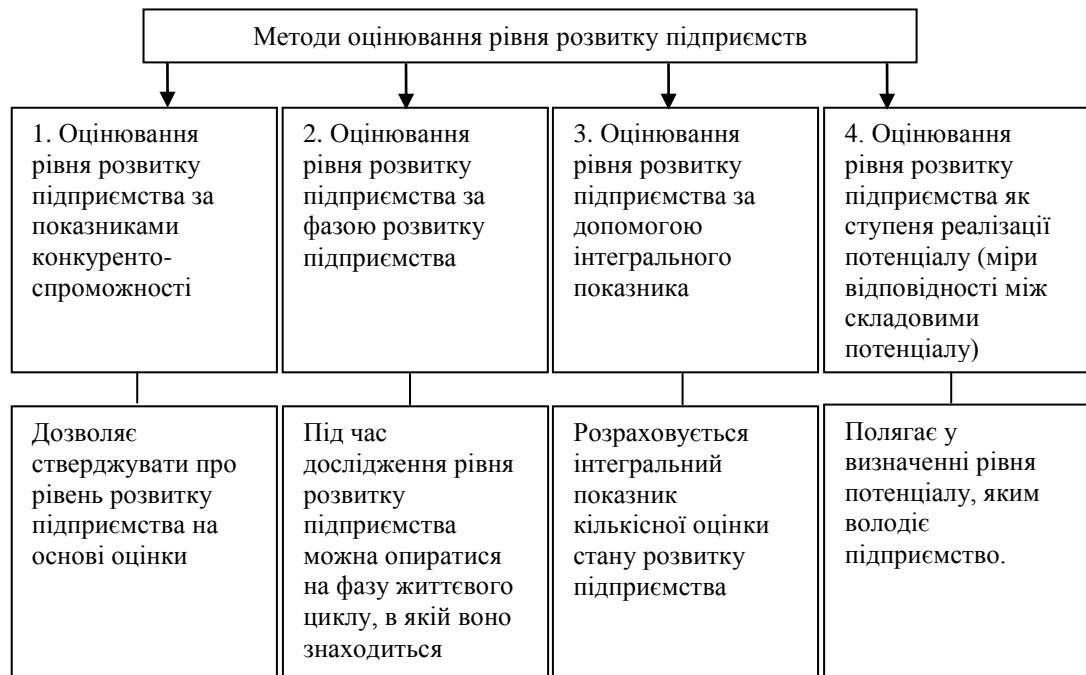 Методи оцінювання рівня розвитку підприємств
1. Оцінювання
рівня розвитку
підприємства за
показниками
конкуренто-
спроможності
2. Оцінювання
рівня розвитку
підприємства за
фазою розвитку
підприємства
3. Оцінювання
рівня розвитку
підприємства за
допомогою
інтегрального
показника
4. Оцінювання
рівня розвитку
підприємства як
ступеня реалізації
потенціалу (міри
відповідності між
складовими
потенціалу)
Дозволяє
стверджувати про
рівень розвитку
підприємства на
основі оцінки
Під час
дослідження рівня
розвитку
підприємства
можна опиратися
на фазу життєвого
циклу, в якій воно
знаходиться
Розраховується
інтегральний
показник
кількісної оцінки
стану розвитку
підприємства
Полягає у
визначенні рівня
потенціалу, яким
володіє
підприємство.